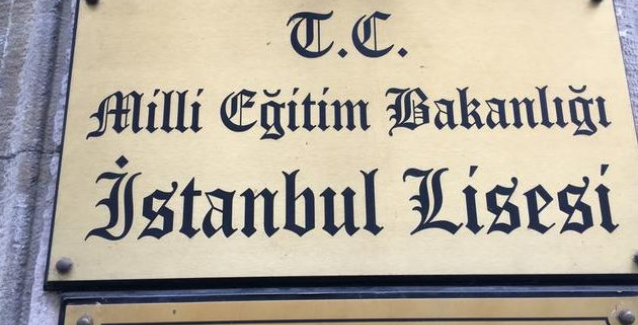 T.C.
Milli Eğitim Bakanlığı
İstanbul Lisesi